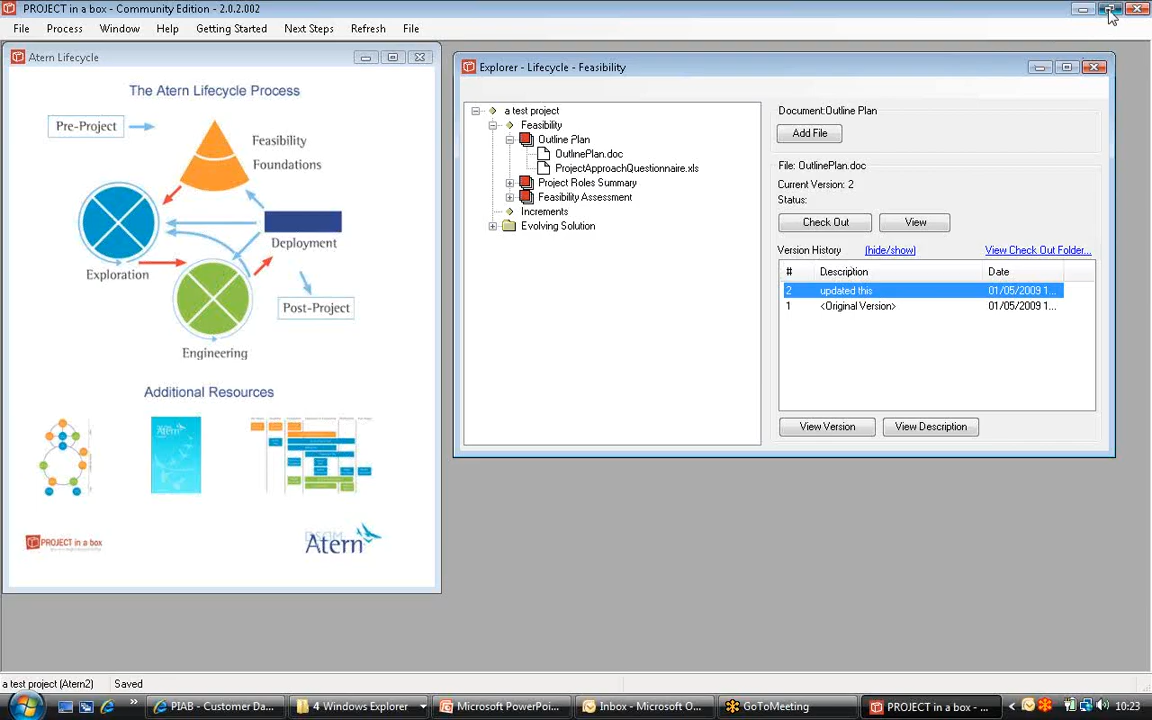 PROJECT in a box - Community Edition - 2.0.2.002
File Process Window Help Getting Started Next Steps Refresh File
Atern Lifecycle
The Atern Lifecycle Process
Pre-Project
Feasibility
Foundations
Deployment
Exploration
Post-Project
Engineering
Additional Resources
Atern
PROJECT in a box
DSDM
Atern
Explorer - Lifecycle - Feasibility
a test project
Feasibility
Outline Plan
OutlinePlan.doc
ProjectApproachQuestionnaire.xls
Project Roles Summary
Feasibility Assessment
Increments
Evolving Solution
Document:Outline Plan
Add File
File: OutlinePlan.doc
Current Version: 2
Status:
Check Out View
Version History (hide/show) View Check Out Folder...
# Description Date
2 updated this 01/05/2009 1...
1 <Original Version> 01/05/2009 1...
View Version View Description
a test project (Atern2) Saved
PIAB - Customer Da... 4 Windows Explorer Microsoft PowerPoi... Inbox - Microsoft O... GoToMeeting PROJECT in a box - ... 10:23